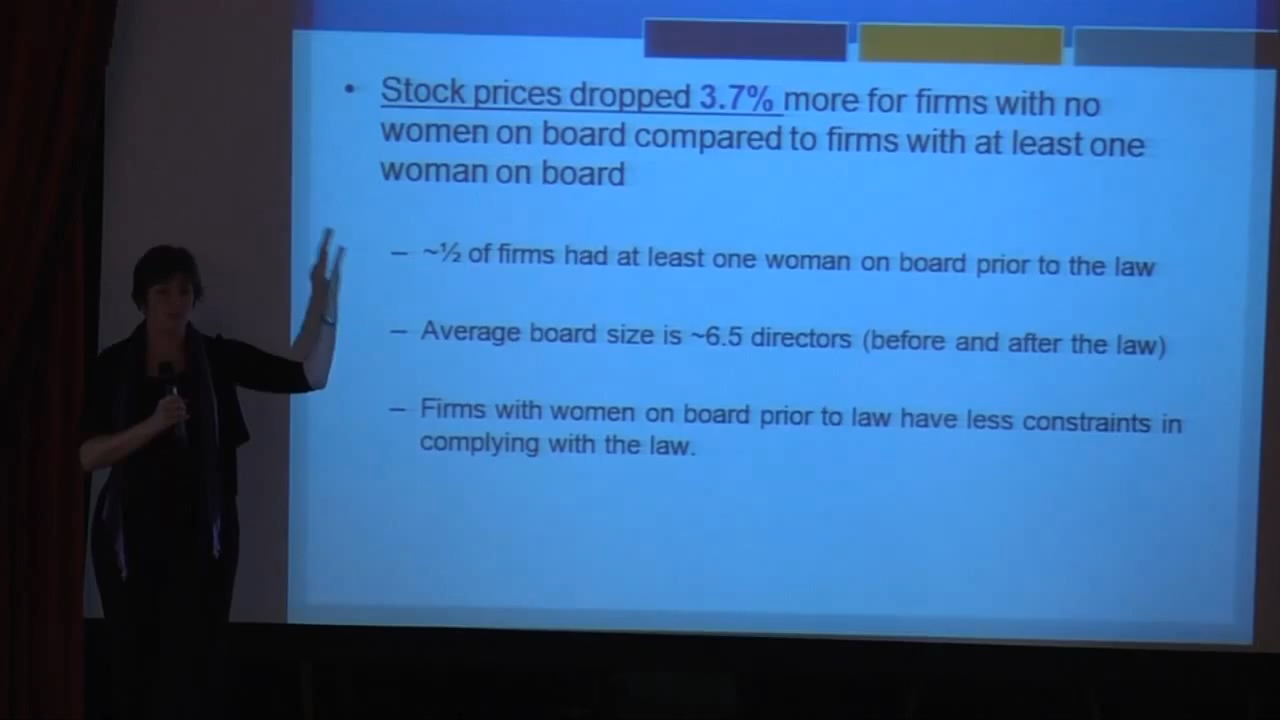 • Stock prices dropped 3.7% more for firms with no
women on board compared to firms with at least one
woman on board
– ~½ of firms had at least one woman on board prior to the law
– Average board size is ~6.5 directors (before and after the law)
– Firms with women on board prior to law have less constraints in
complying with the law.